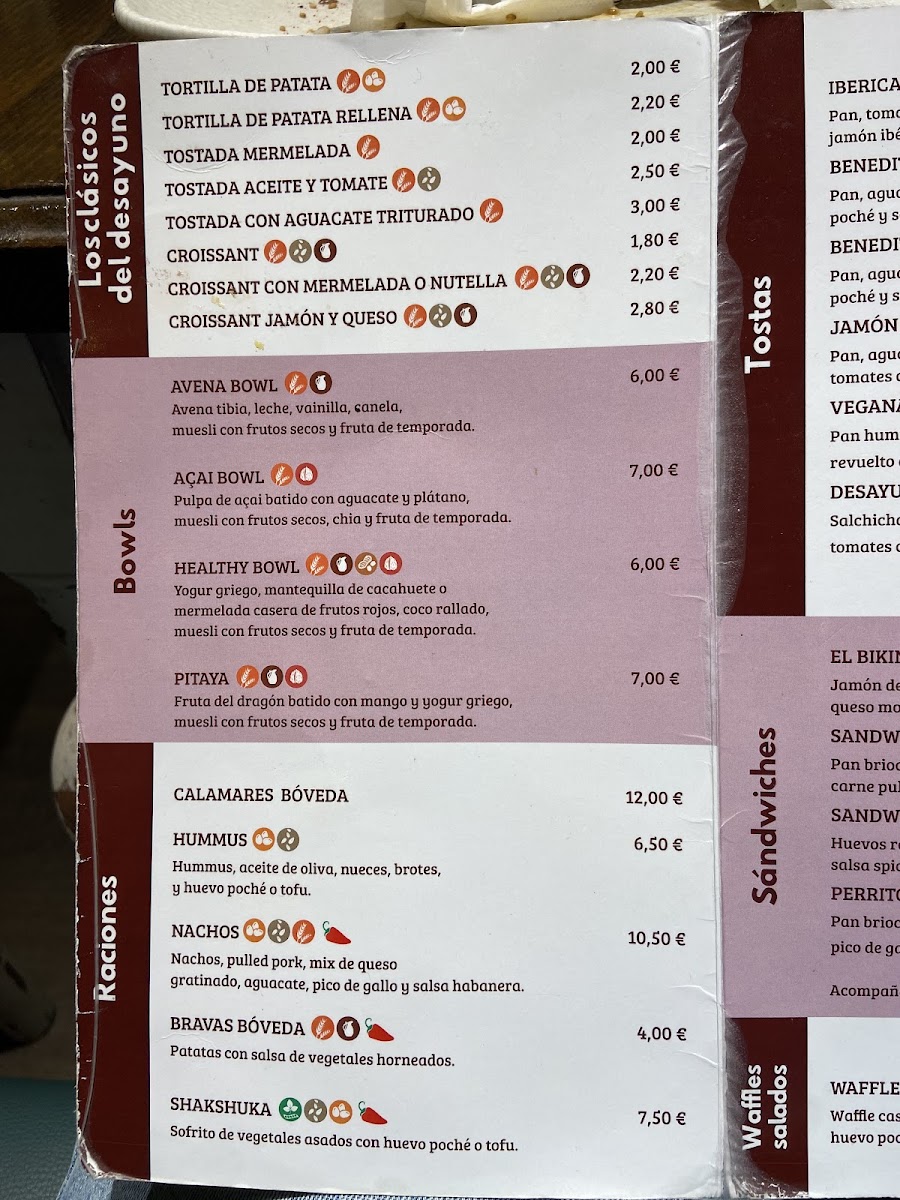 Los clásicos
del desayuno
TORTILLA DE PATATA 2,00 €
TORTILLA DE PATATA RELLENA 2,20 €
TOSTADA MERMELADA 2,00 €
TOSTADA ACEITE Y TOMATE 2,50 €
TOSTADA CON AGUACATE TRITURADO 3,00 €
CROISSANT 1,80 €
CROISSANT CON MERMELADA O NUTELLA 2,20 €
CROISSANT JAMÓN Y QUESO 2,80 €
Bowls
AVENA BOWL 6,00 €
Avena tibia, leche, vainilla, canela,
muesli con frutos secos y fruta de temporada.
AÇAI BOWL 7,00 €
Pulpa de açai batido con aguacate y plátano,
muesli con frutos secos, chia y fruta de temporada.
HEALTHY BOWL 6,00 €
Yogur griego, mantequilla de cacahuete o
mermelada casera de frutos rojos, coco rallado,
muesli con frutos secos y fruta de temporada.
PITAYA 7,00 €
Fruta del dragón batido con mango y yogur griego,
muesli con frutos secos y fruta de temporada.
Raciones
CALAMARES BÓVEDA 12,00 €
HUMMUS 6,50 €
Hummus, aceite de oliva, nueces, brotes,
y huevo poché o tofu.
NACHOS 10,50 €
Nachos, pulled pork, mix de queso
gratinado, aguacate, pico de gallo y salsa habanera.
BRAVAS BÓVEDA 4,00 €
Patatas con salsa de vegetales horneados.
SHAKSHUKA 7,50 €
Sofrito de vegetales asados con huevo poché o tofu.
Tostas
IBERICA
Pan, toma
jamón ibé
BENEDI
Pan, agua
poché y s
BENEDI
Pan, agua
poché y s
JAMÓN
Pan, agua
tomates c
VEGANA
Pan hum
revuelto
DESAYU
Salchicha
tomates c
Sándwiches
EL BIKIN
Jamón de
queso mo
SANDW
Pan brioc
carne pul
SANDW
Huevos re
salsa spic
PERRITO
Pan brioc
pico de ga
Acompañ
Waffles
salados
WAFFLE
Waffle cas
huevo poc